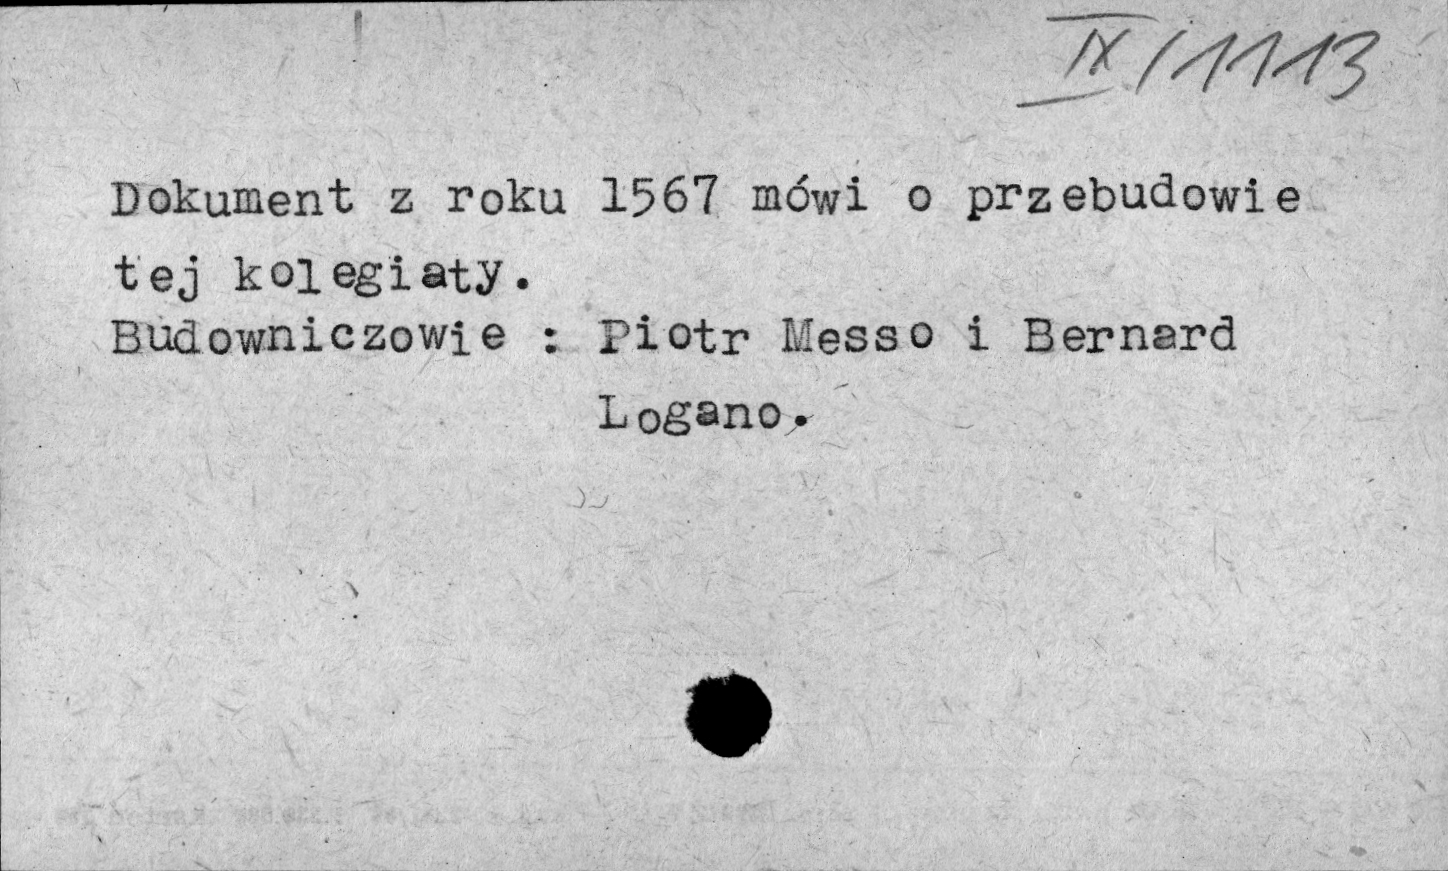 IX/1113
Dokument z roku 1567 mówi o przebudowie
tej kolegiaty.
Budowniczowie : Piotr Messo i Bernard
Logano.